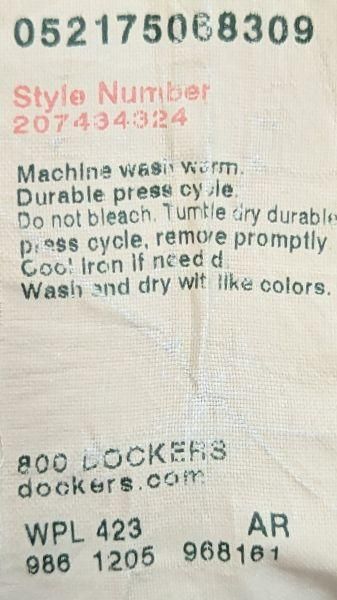 052175068309
Style Number
207434324
Machine wash warm.
Durable press cycle.
Do not bleach. Tumble dry durable
press cycle, remove promptly
Cool Iron if needed
Wash and dry with like colors.
800 DOCKERS
dockers.com
WPL 423 AR
986 1205 968161